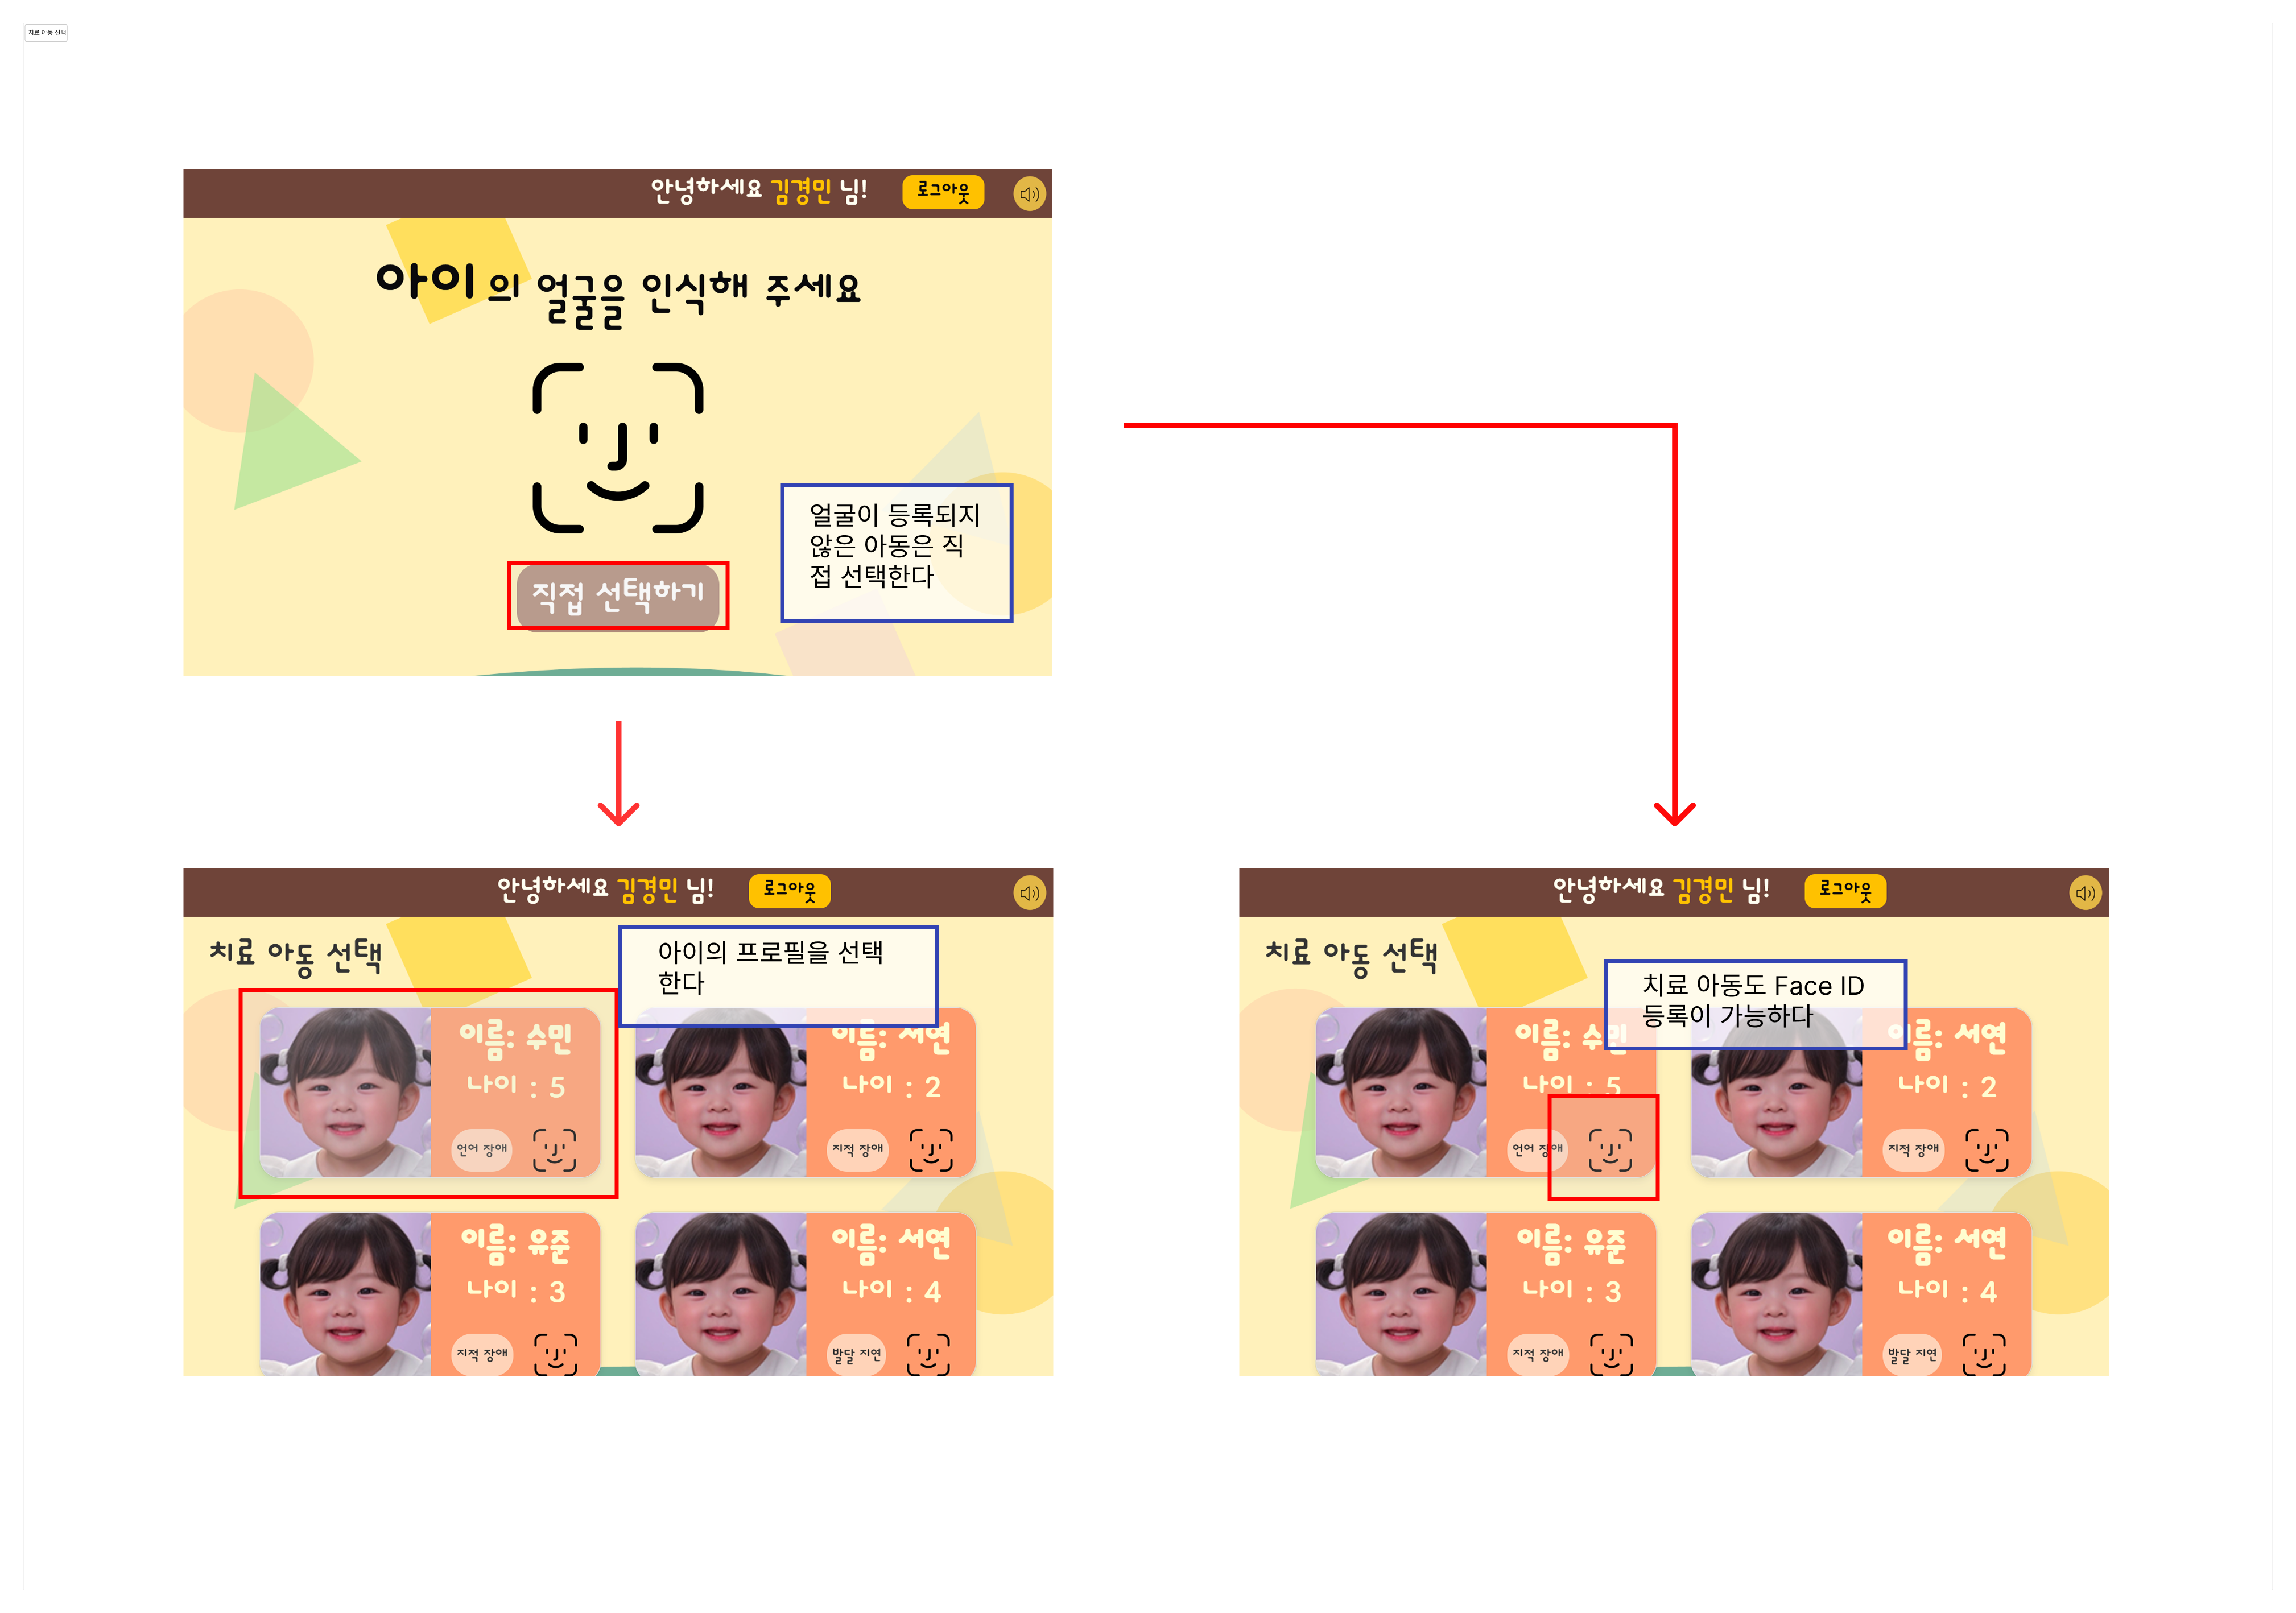 치료 아동 선택
안녕하세요 김경민 님!
로그아웃
아이의 얼굴을 인식해 주세요
직접 선택하기
얼굴이 등록되지
않은 아동은 직
접 선택한다
안녕하세요 김경민 님!
로그아웃
치료 아동 선택
아이의 프로필을 선택
한다
이름: 수민
나이 : 5
언어 장애
이름: 서연
나이 : 2
지적 장애
이름: 유준
나이 : 3
지적 장애
이름: 서연
나이 : 4
발달 지연
안녕하세요 김경민 님!
로그아웃
치료 아동 선택
치료 아동도 Face ID
등록이 가능하다
이름: 수민
나이 : 5
언어 장애
이름: 서연
나이 : 2
지적 장애
이름: 유준
나이 : 3
지적 장애
이름: 서연
나이 : 4
발달 지연